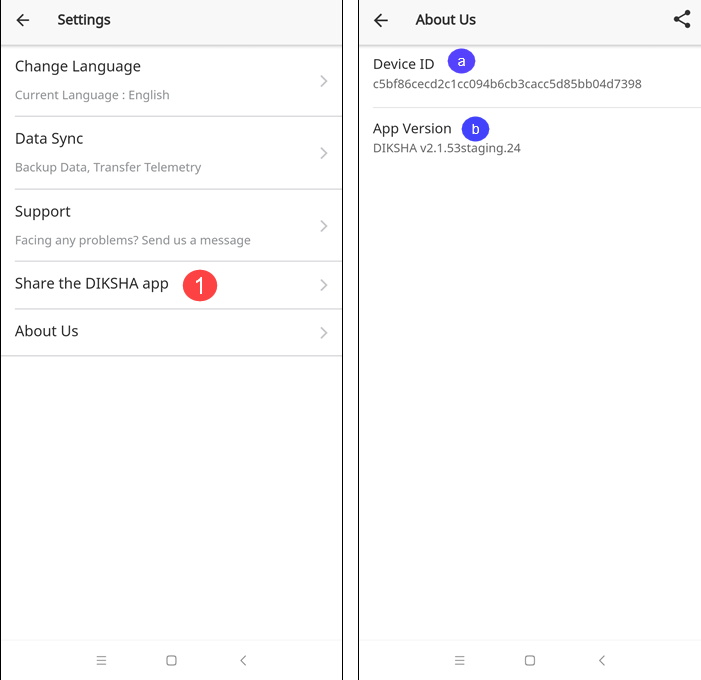 Settings
Change Language
Current Language : English
Data Sync
Backup Data, Transfer Telemetry
Support
Facing any problems? Send us a message
Share the DIKSHA app 1
About Us
About Us
Device ID a
c5bf86cecd2c1cc094b6cb3cacc5d85bb04d7398
App Version b
DIKSHA v2.1.53staging.24